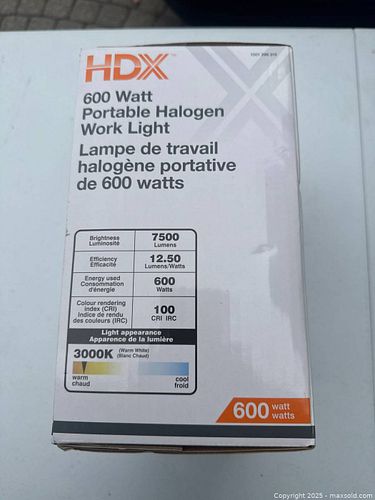 HDX
600 Watt
Portable Halogen
Work Light
Lampe de travail
halogène portative
de 600 watts
Brightness
Luminosité
7500
Lumens
Efficiency
Efficacité
12.50
Lumens/Watts
Energy used
Consommation
d'énergie
600
Watts
Colour rendering
index (CRI)
Indice de rendu
des couleurs (IRC)
100
CRI IRC
Light appearance
Apparence de la lumière
3000K
(Warm White)
(Blanc Chaud)
warm
chaud
cool
froid
600 watt
watts
Copyright 2025 - maxsold.com